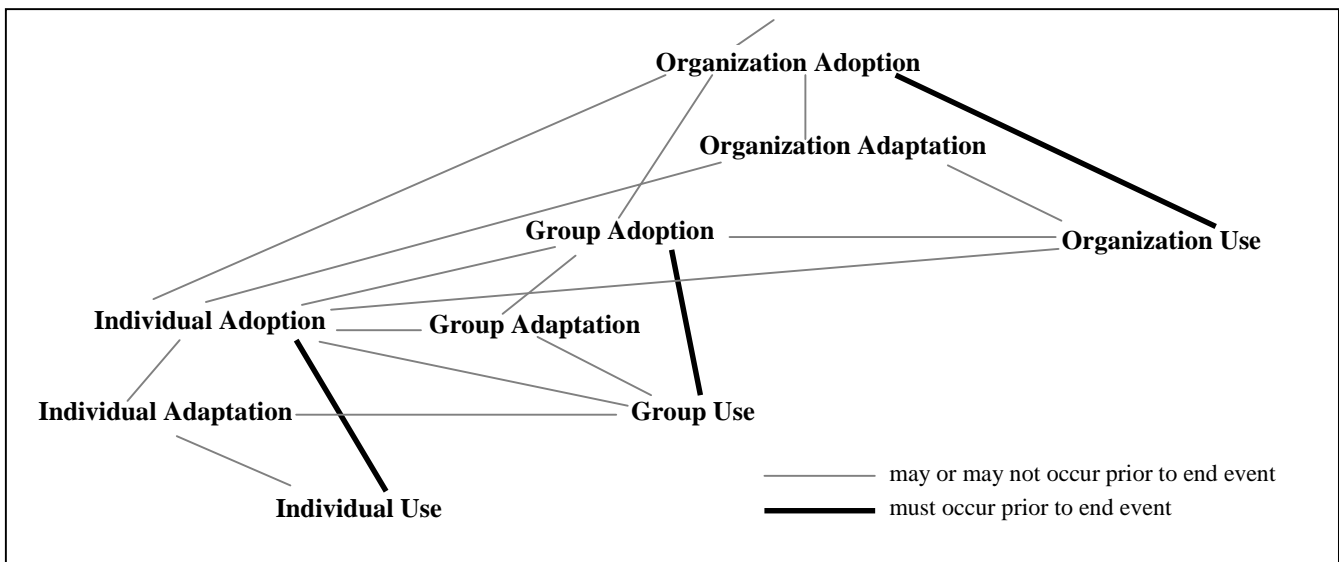 Organization Adoption
Organization Adaptation
Group Adoption
Organization Use
Individual Adoption
Group Adaptation
Individual Adaptation
Group Use
may or may not occur prior to end event
must occur prior to end event
Individual Use